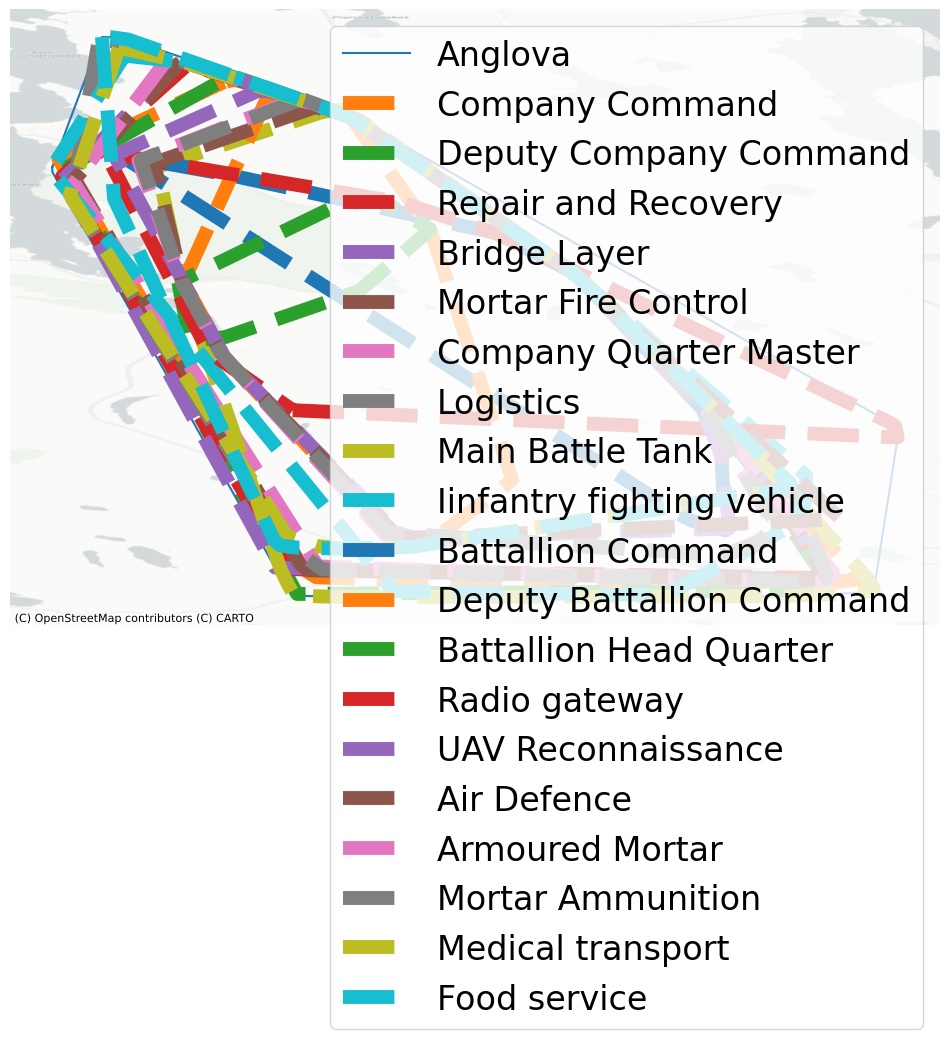 Anglova
Company Command
Deputy Company Command
Repair and Recovery
Bridge Layer
Mortar Fire Control
Company Quarter Master
Logistics
Main Battle Tank
Iinfantry fighting vehicle
Battallion Command
Deputy Battallion Command
(C) OpenStreetMap contributors (C) CARTO
Battallion Head Quarter
Radio gateway
UAV Reconnaissance
Air Defence
Armoured Mortar
Mortar Ammunition
Medical transport
Food service